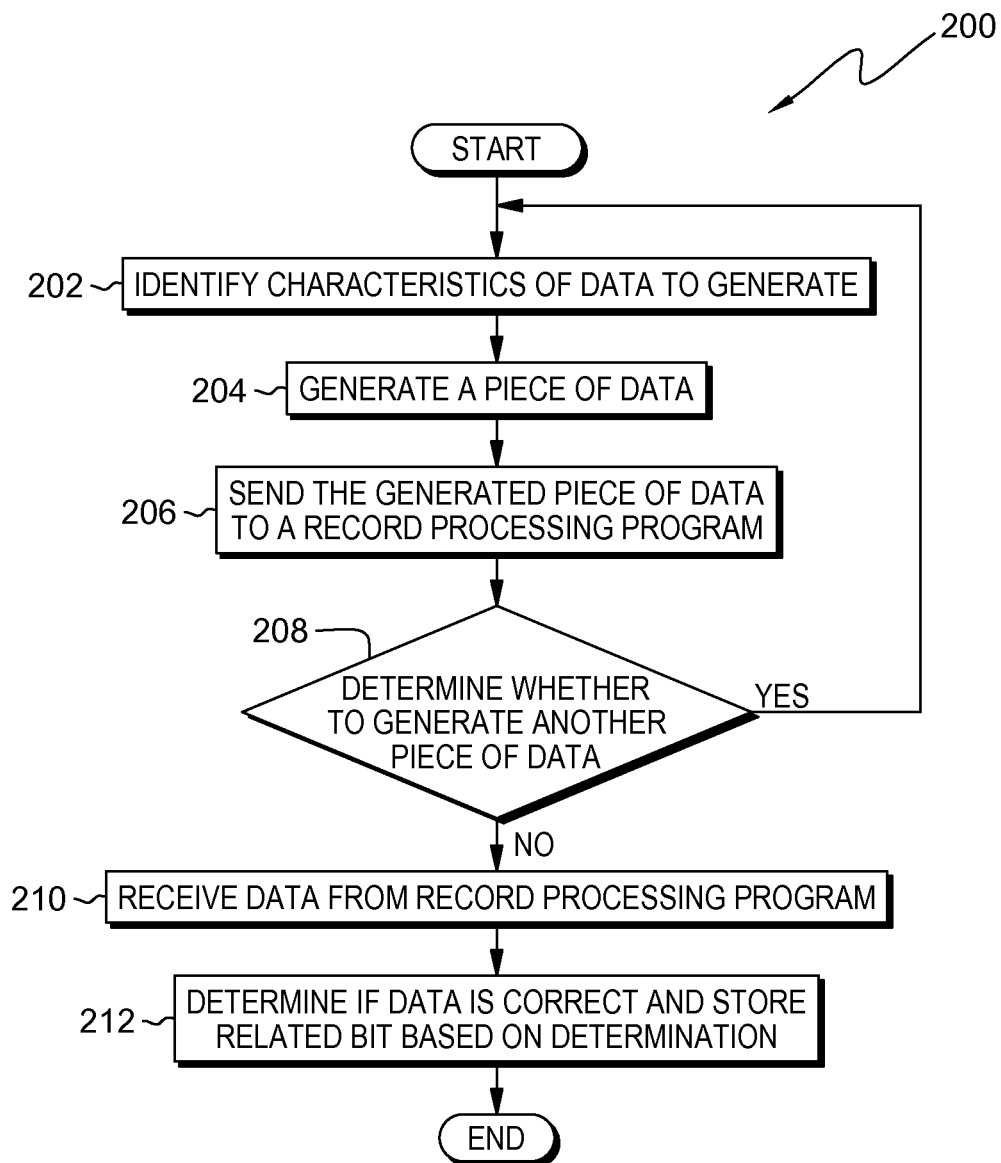 200
START
202
IDENTIFY CHARACTERISTICS OF DATA TO GENERATE
204
GENERATE A PIECE OF DATA
206
SEND THE GENERATED PIECE OF DATA
TO A RECORD PROCESSING PROGRAM
208
DETERMINE WHETHER
TO GENERATE ANOTHER
PIECE OF DATA
YES
NO
210
RECEIVE DATA FROM RECORD PROCESSING PROGRAM
212
DETERMINE IF DATA IS CORRECT AND STORE
RELATED BIT BASED ON DETERMINATION
END